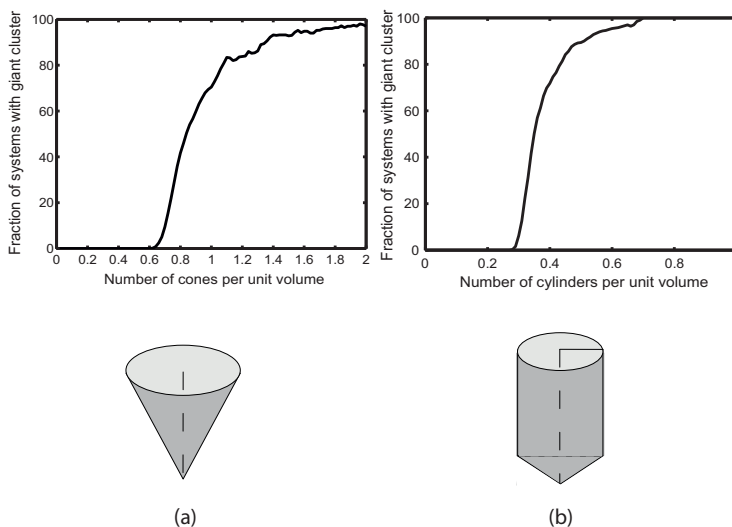 Fraction of systems with giant cluster
100
80
60
40
20
0
0 0.2 0.4 0.6 0.8 1 1.2 1.4 1.6 1.8 2
Number of cones per unit volume
Fraction of systems with giant cluster
100
80
60
40
20
0
0 0.2 0.4 0.6 0.8
Number of cylinders per unit volume
(a)
(b)